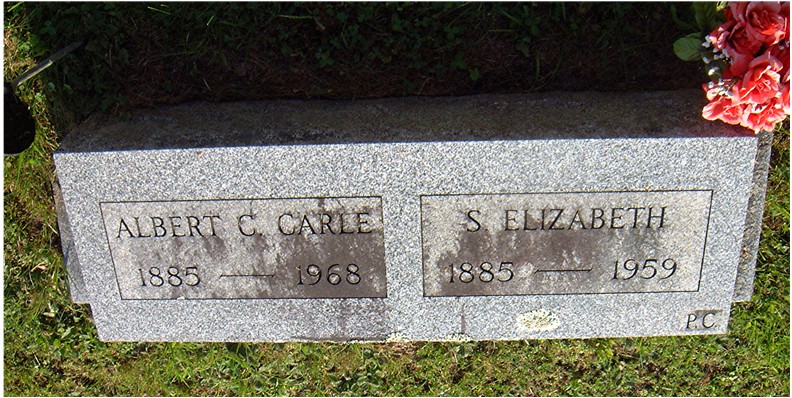 ALBERT C. CARLE
1885 — 1968
S. ELIZABETH
1885 — 1959
P.C